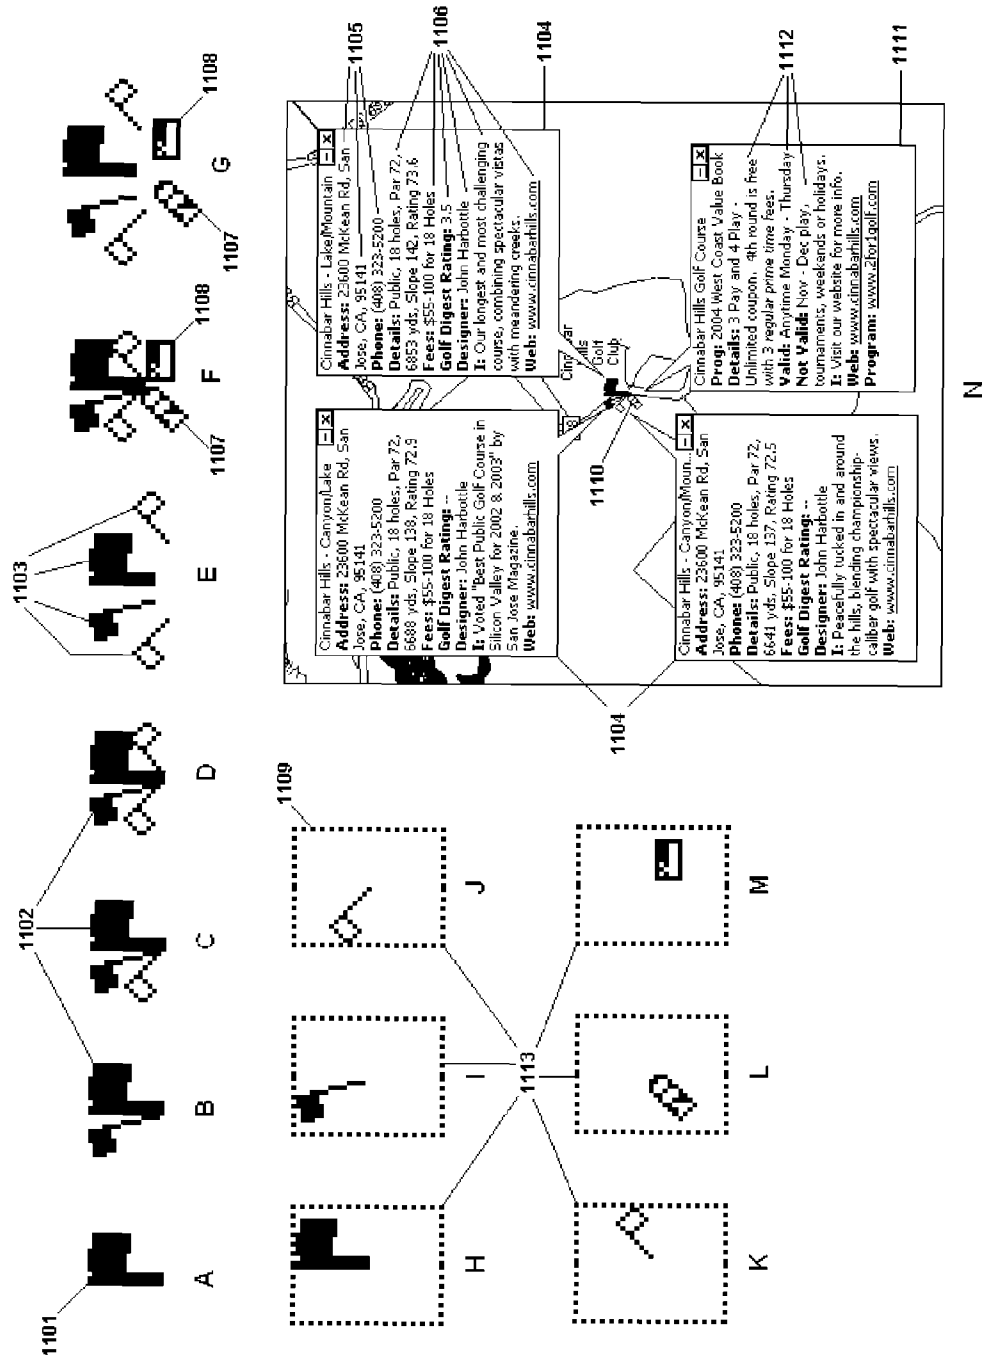 1101
A
B
1102
C
D
1103
E
1107
F
1108
1107
G
1108
H
I
1109
J
1113
K
L
M
1104
1110
1105
1106
1104
1112
1111
Cinnabar Hills - Canyon/Lake
Address: 23600 McKean Rd, San
Jose, CA, 95141
Phone: (408) 323-5200
Details: Public, 18 holes, Par 72,
6688 yds, Slope 138, Rating 72.9
Fees: $55-100 for 18 Holes
Golf Digest Rating: --
Designer: John Harbottle
I: Voted "Best Public Golf Course in
Silicon Valley for 2002 & 2003" by
San Jose Magazine.
Web: www.cinnabarhills.com
Cinnabar Hills - Lake/Mountain
Address: 23600 McKean Rd, San
Jose, CA, 95141
Phone: (408) 323-5200
Details: Public, 18 holes, Par 72,
6853 yds, Slope 142, Rating 73.6
Fees: $55-100 for 18 Holes
Golf Digest Rating: 3.5
Designer: John Harbottle
I: Our longest and most challenging
course, combining spectacular vistas
with meandering creeks.
Web: www.cinnabarhills.com
Golf
Club
Cinnabar Hills - Canyon/Moun...
Address: 23600 McKean Rd, San
Jose, CA, 95141
Phone: (408) 323-5200
Details: Public, 18 holes, Par 72,
6641 yds, Slope 137, Rating 72.5
Fees: $55-100 for 18 Holes
Golf Digest Rating: --
Designer: John Harbottle
I: Peacefully tucked in and around
the hills, blending championship-
caliber golf with spectacular views.
Web: www.cinnabarhills.com
Cinnabar Hills Golf Course
Prog: 2004 West Coast Value Book
Details: 3 Pay and 4 Play -
Unlimited coupon. 4th round is free
with 3 regular prime time fees.
Valid: Anytime Monday - Thursday
Not Valid: Nov - Dec play,
tournaments, weekends or holidays.
I: Visit our website for more info.
Web: www.cinnabarhills.com
Program: www.2for1golf.com
N